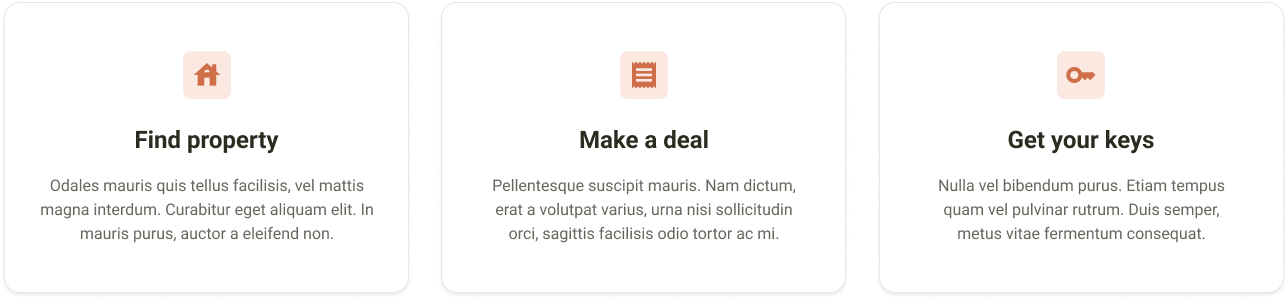 Find property
Odales mauris quis tellus facilisis, vel mattis
magna interdum. Curabitur eget aliquam elit. In
mauris purus, auctor a eleifend non.
Make a deal
Pellentesque suscipit mauris. Nam dictum,
erat a volutpat varius, urna nisi sollicitudin
orci, sagittis facilisis odio tortor ac mi.
Get your keys
Nulla vel bibendum purus. Etiam tempus
quam vel pulvinar rutrum. Duis semper,
metus vitae fermentum consequat.